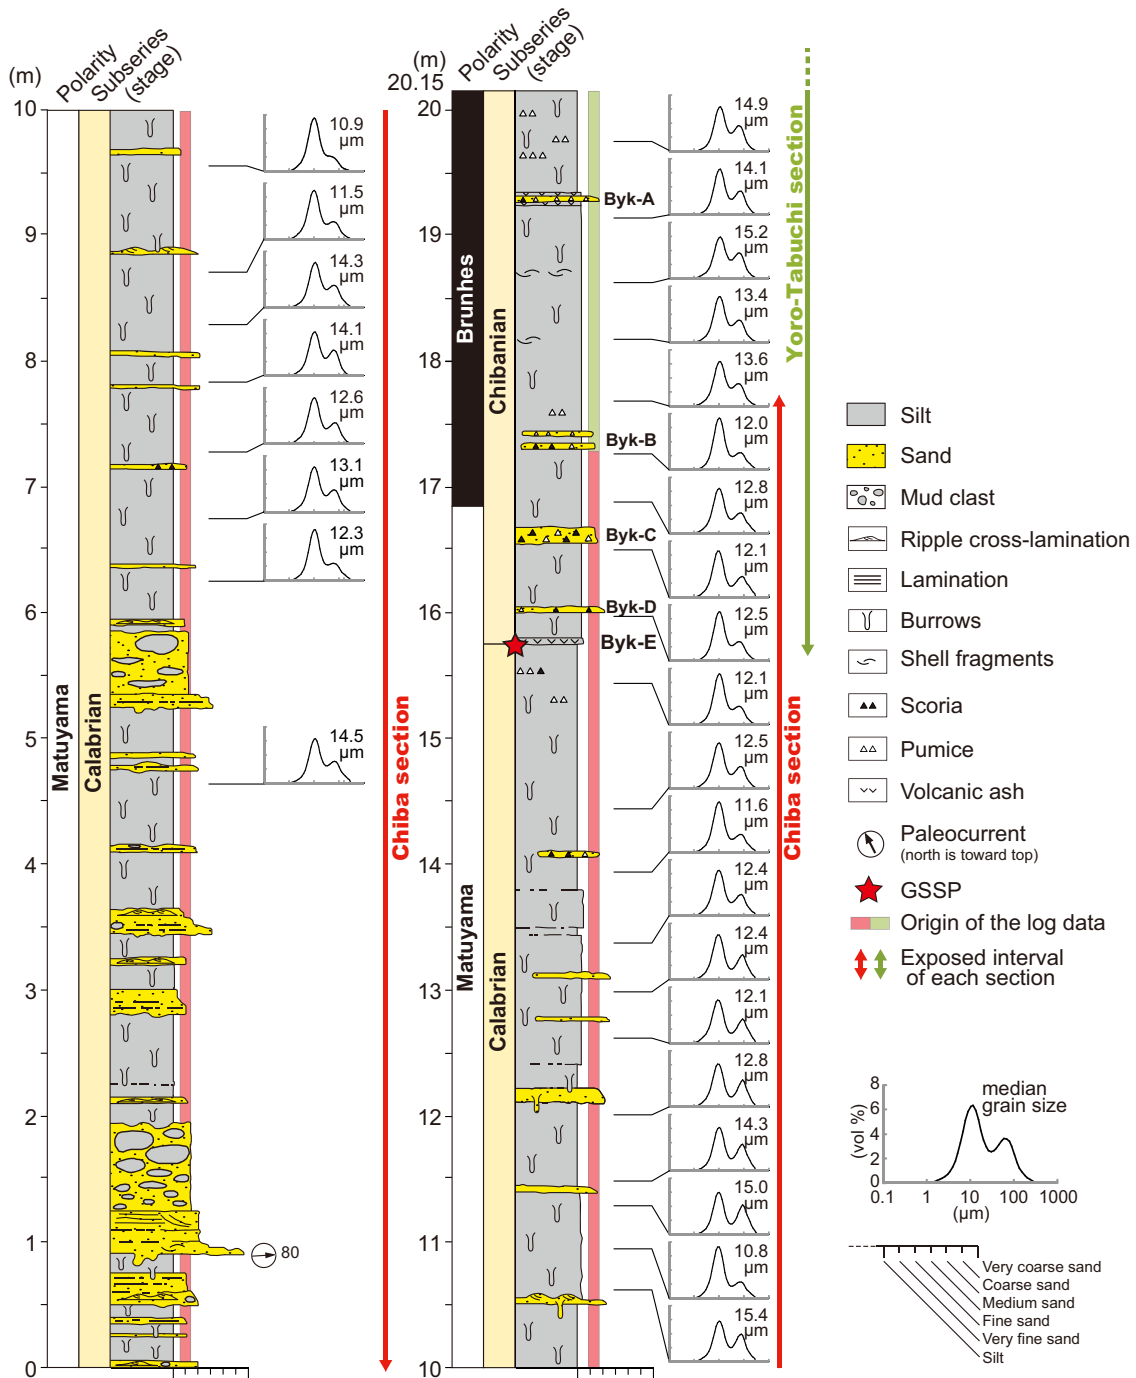 (m)
Polarity
Subseries
(stage)
10
9
8
7
6
5
4
3
2
1
0
Matuyama
Calabrian
10.9
µm
11.5
µm
14.3
µm
14.1
µm
12.6
µm
13.1
µm
12.3
µm
14.5
µm
80
Chiba section
(m)
20.15
Polarity
Subseries
(stage)
20
19
18
17
16
15
14
13
12
11
10
Brunhes
Matuyama
Chibanian
Calabrian
Byk-A
Byk-B
Byk-C
Byk-D
Byk-E
14.9
µm
14.1
µm
15.2
µm
13.4
µm
13.6
µm
12.0
µm
12.8
µm
12.1
µm
12.5
µm
12.1
µm
12.5
µm
11.6
µm
12.4
µm
12.4
µm
12.1
µm
12.8
µm
14.3
µm
15.0
µm
10.8
µm
15.4
µm
Yoro-Tabuchi section
Chiba section
Silt
Sand
Mud clast
Ripple cross-lamination
Lamination
Burrows
Shell fragments
Scoria
Pumice
Volcanic ash
Paleocurrent
(north is toward top)
GSSP
Origin of the log data
Exposed interval
of each section
median
grain size
(vol %)
8
6
4
2
0
0.1 1 10 100 1000
(µm)
Very coarse sand
Coarse sand
Medium sand
Fine sand
Very fine sand
Silt